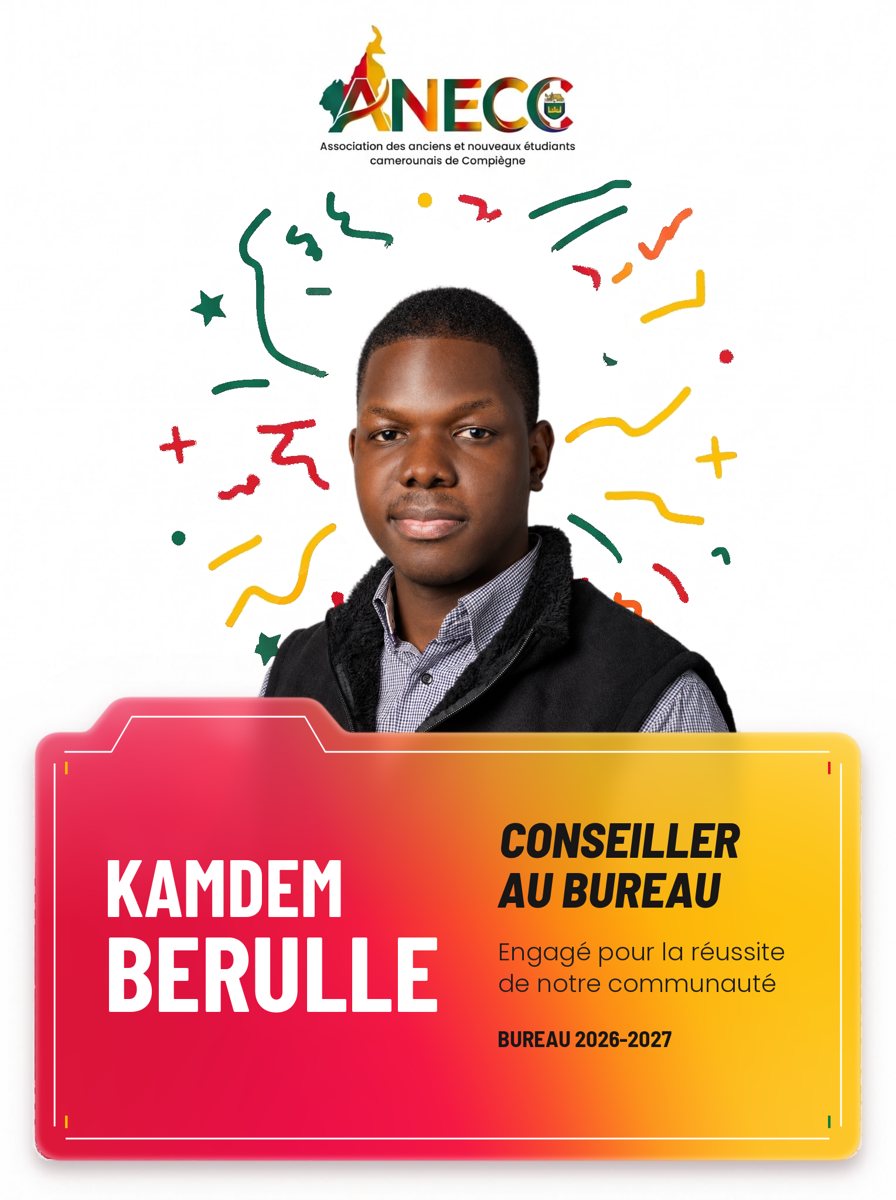 ANECC
Association des anciens et nouveaux étudiants
camerounais de Compiègne
KAMDEM
BERULLE
CONSEILLER
AU BUREAU
Engagé pour la réussite
de notre communauté
BUREAU 2026-2027